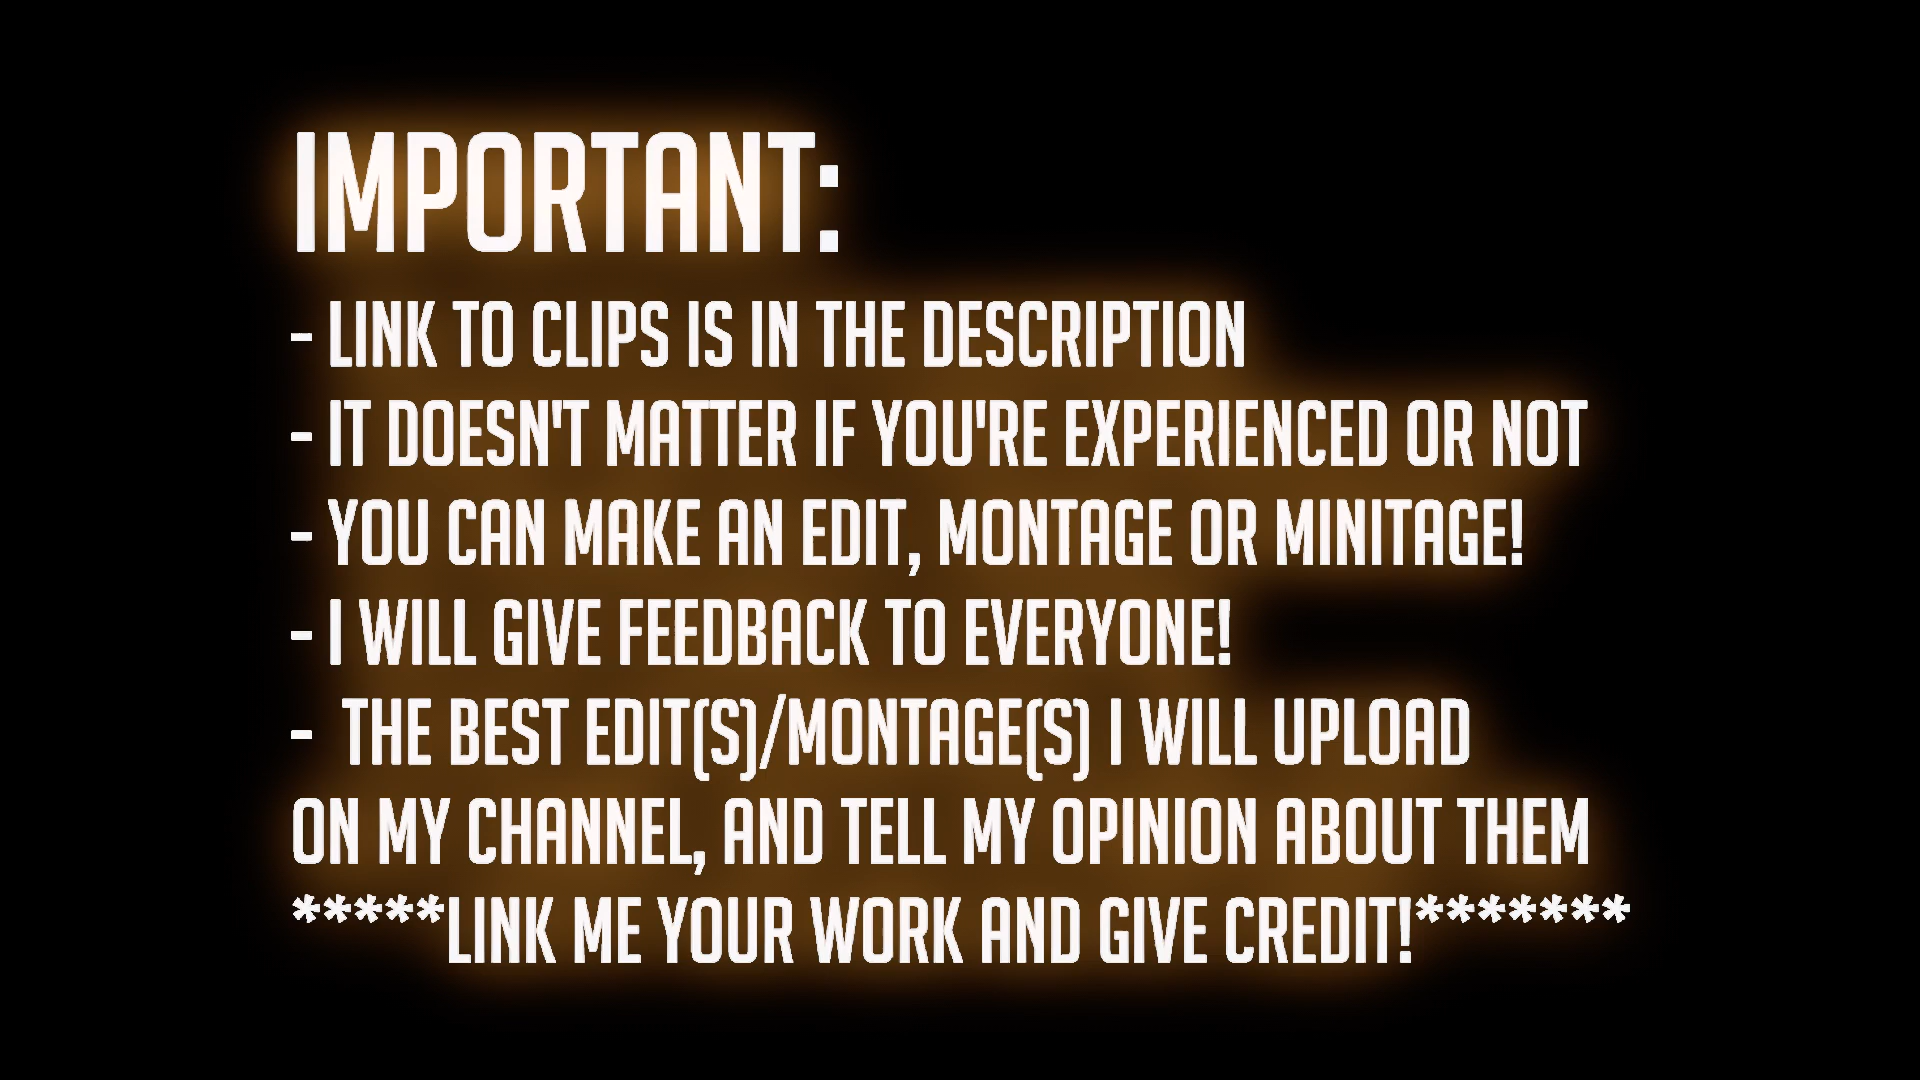 IMPORTANT:
- LINK TO CLIPS IS IN THE DESCRIPTION
- IT DOESN'T MATTER IF YOU'RE EXPERIENCED OR NOT
- YOU CAN MAKE AN EDIT, MONTAGE OR MINITAGE!
- I WILL GIVE FEEDBACK TO EVERYONE!
-  THE BEST EDIT(S)/MONTAGE(S) I WILL UPLOAD
ON MY CHANNEL, AND TELL MY OPINION ABOUT THEM
*****LINK ME YOUR WORK AND GIVE CREDIT!*******